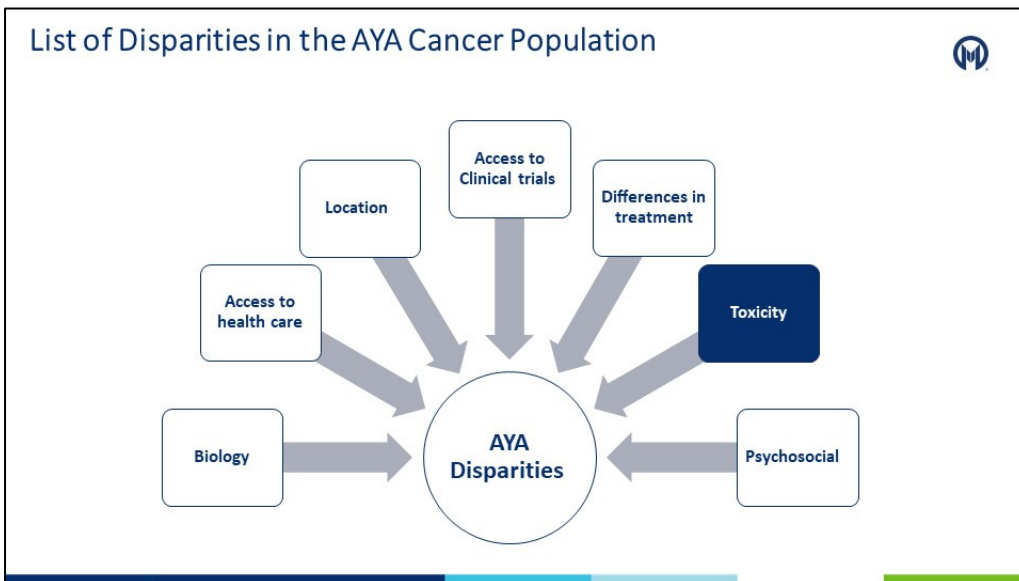 List of Disparities in the AYA Cancer Population
Access to
Clinical trials
Location
Differences in
treatment
Access to
health care
Toxicity
Biology
AYA
Disparities
Psychosocial